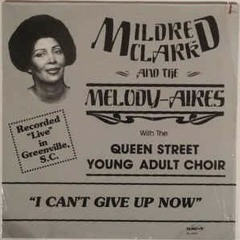 MILDRED
CLARK
AND THE
MELODY-AIRES
With The
QUEEN STREET
YOUNG ADULT CHOIR
Recorded
"Live"
in
Greenville,
S.C.
"I CAN'T GIVE UP NOW"